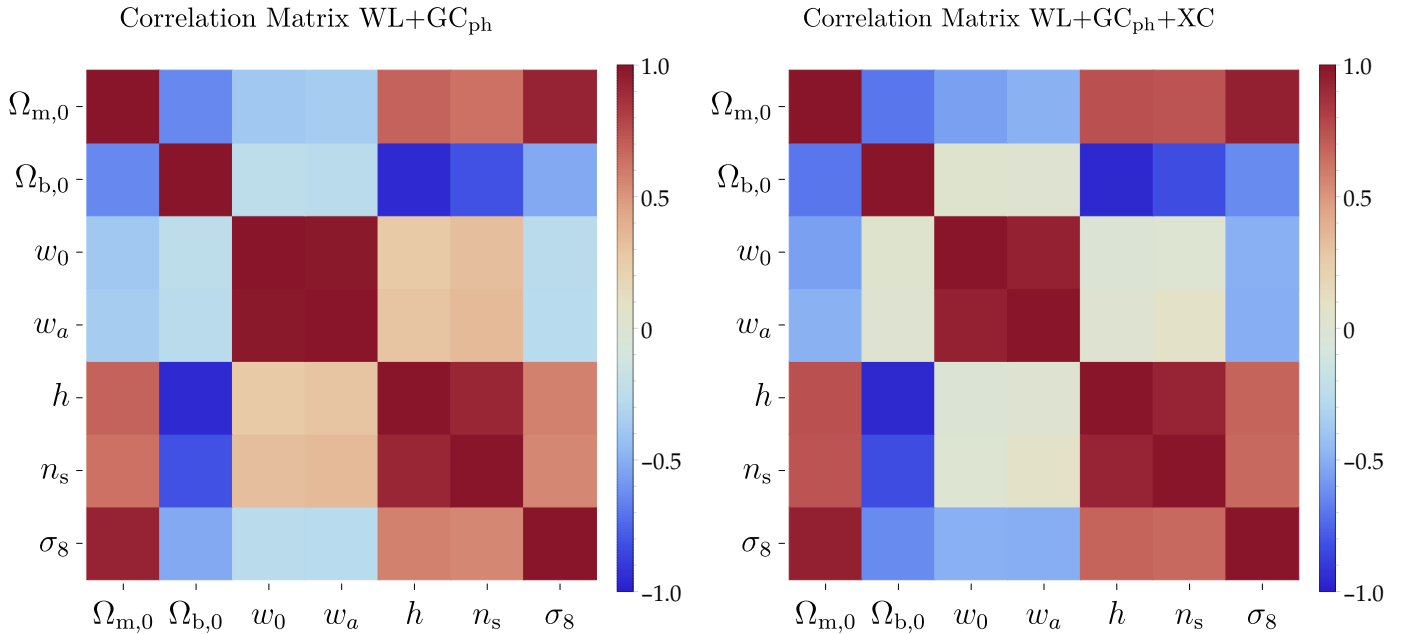 Correlation Matrix WL+GC_ph
Ω_m,0
Ω_b,0
w_0
w_a
h
n_s
σ_8
Ω_m,0 Ω_b,0 w_0 w_a h n_s σ_8
1.0
0.5
0
−0.5
−1.0
Correlation Matrix WL+GC_ph+XC
Ω_m,0
Ω_b,0
w_0
w_a
h
n_s
σ_8
Ω_m,0 Ω_b,0 w_0 w_a h n_s σ_8
1.0
0.5
0
−0.5
−1.0